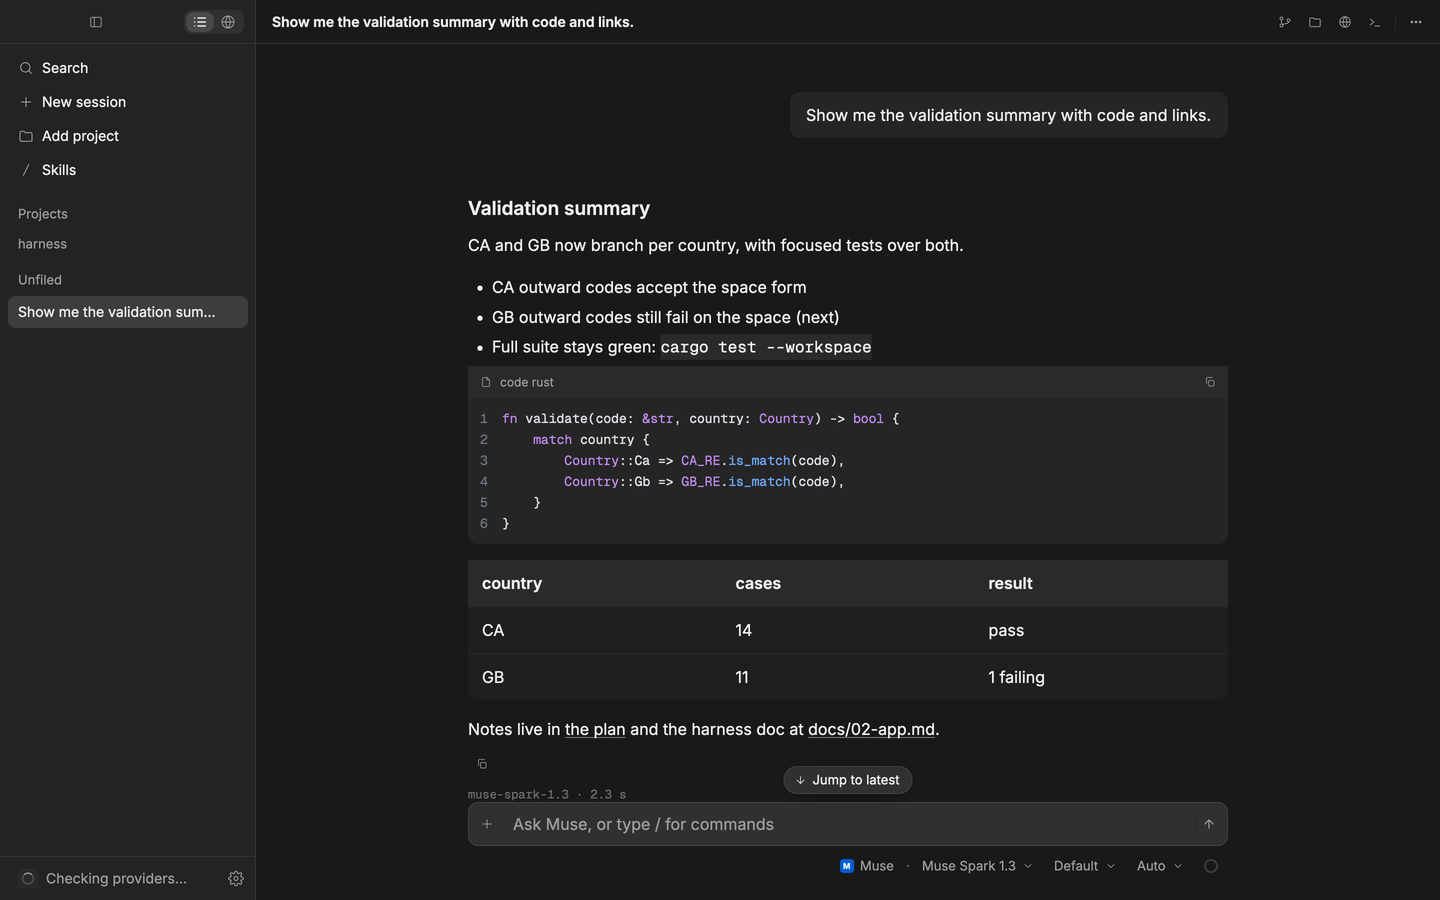 Show me the validation summary with code and links.
Search
New session
Add project
Skills
Projects
harness
Unfiled
Show me the validation sum...
Checking providers...
Show me the validation summary with code and links.
Validation summary
CA and GB now branch per country, with focused tests over both.
• CA outward codes accept the space form
• GB outward codes still fail on the space (next)
• Full suite stays green: cargo test --workspace
code rust
1 fn validate(code: &str, country: Country) -> bool {
2     match country {
3         Country::Ca => CA_RE.is_match(code),
4         Country::Gb => GB_RE.is_match(code),
5     }
6 }
country cases result
CA 14 pass
GB 11 1 failing
Notes live in the plan and the harness doc at docs/02-app.md.
Jump to latest
muse-spark-1.3 · 2.3 s
Ask Muse, or type / for commands
M Muse · Muse Spark 1.3 Default Auto